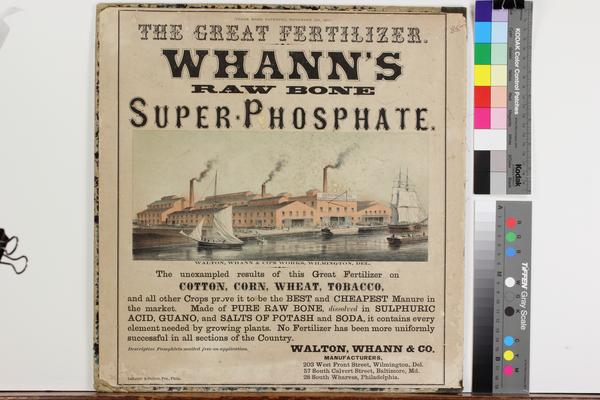 THE GREAT FERTILIZER.
WHANN'S
RAW BONE
SUPER-PHOSPHATE.
WALTON, WHANN & CO'S WORKS, WILMINGTON, DEL.
The unexampled results of this Great Fertilizer on
COTTON, CORN, WHEAT, TOBACCO,
and all other Crops prove it to be the BEST and CHEAPEST Manure in
the market. Made of PURE RAW BONE, dissolved in SULPHURIC
ACID, GUANO, and SALTS OF POTASH and SODA, it contains every
element needed by growing plants. No Fertilizer has been more uniformly
successful in all sections of the Country.
Descriptive Pamphlets mailed free on application.
WALTON, WHANN & CO.
MANUFACTURERS,
203 West Front Street, Wilmington, Del.
57 South Calvert Street, Baltimore, Md.
28 South Wharves, Philadelphia.
KODAK Color Control Patches
Kodak
TIFFEN Gray Scale